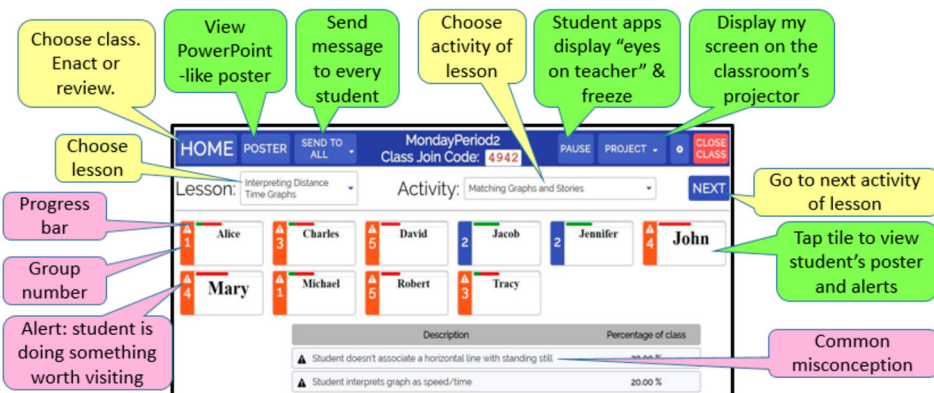 Choose class.
Enact or
review.
View
PowerPoint
-like poster
Send
message
to every
student
Choose
activity of
lesson
Student apps
display “eyes
on teacher” &
freeze
Display my
screen on the
classroom’s
projector
Choose
lesson
HOME
POSTER
SEND TO
ALL
MondayPeriod2
Class Join Code: 4942
PAUSE
PROJECT
CLOSE
CLASS
Lesson:
Interpreting Distance
Time Graphs
Activity:
Matching Graphs and Stories
NEXT
Go to next activity
of lesson
Progress
bar
Group
number
1 Alice
3 Charles
5 David
2 Jacob
2 Jennifer
4 John
Tap tile to view
student’s poster
and alerts
4 Mary
1 Michael
5 Robert
3 Tracy
Alert: student is
doing something
worth visiting
Description
Percentage of class
Student doesn't associate a horizontal line with standing still
Student interprets graph as speed/time
20.00 %
Common
misconception